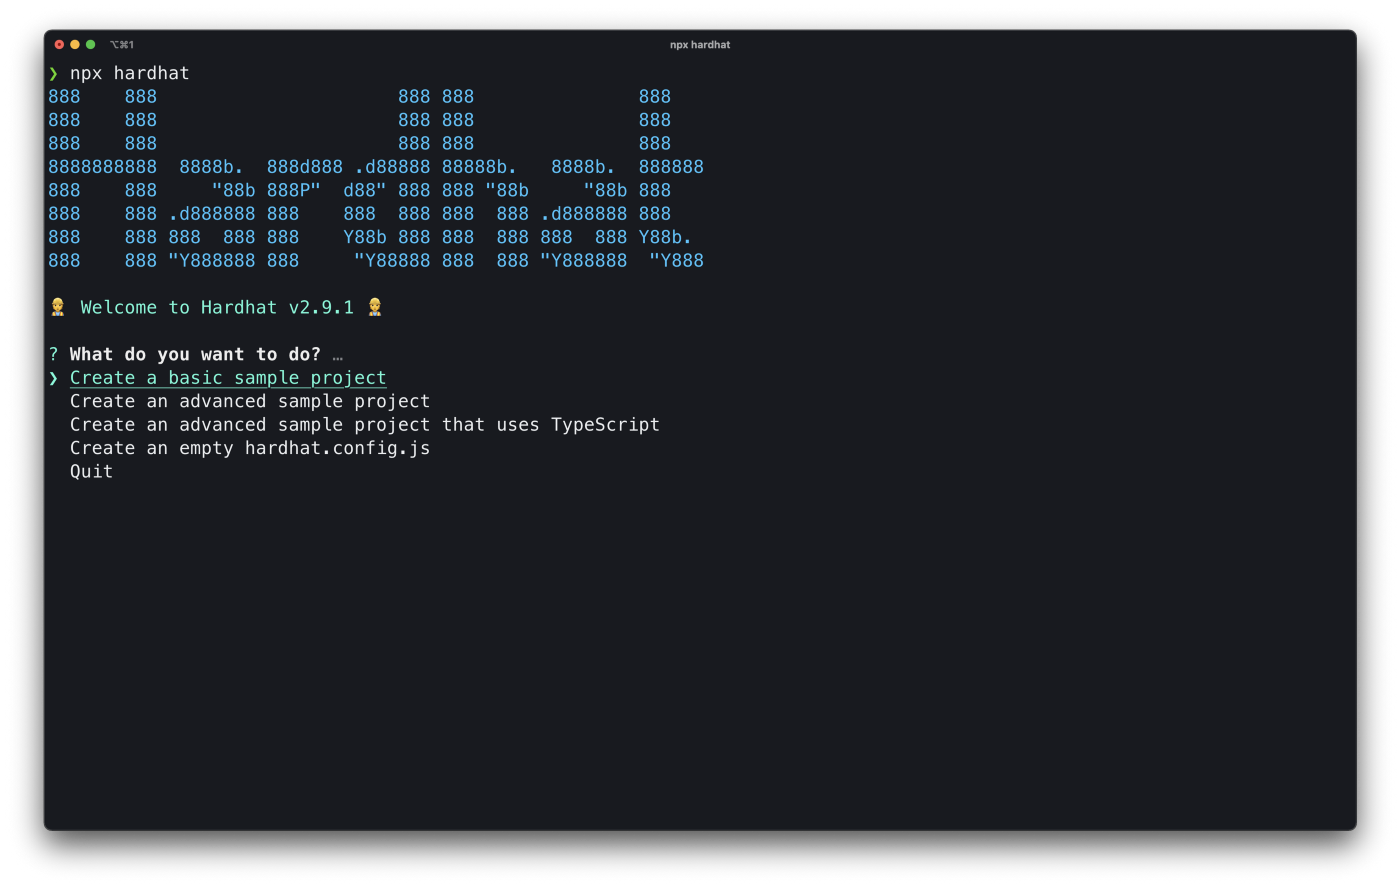 ⌥⌘1
npx hardhat
❯ npx hardhat
888    888                      888 888               888
888    888                      888 888               888
888    888                      888 888               888
8888888888  8888b.  888d888 .d88888 88888b.   8888b.  888888
888    888     "88b 888P"  d88" 888 888 "88b     "88b 888
888    888 .d888888 888    888  888 888  888 .d888888 888
888    888 888  888 888    Y88b 888 888  888 888  888 Y88b.
888    888 "Y888888 888     "Y88888 888  888 "Y888888  "Y888
👷 Welcome to Hardhat v2.9.1 👷
? What do you want to do? …
❯ Create a basic sample project
Create an advanced sample project
Create an advanced sample project that uses TypeScript
Create an empty hardhat.config.js
Quit